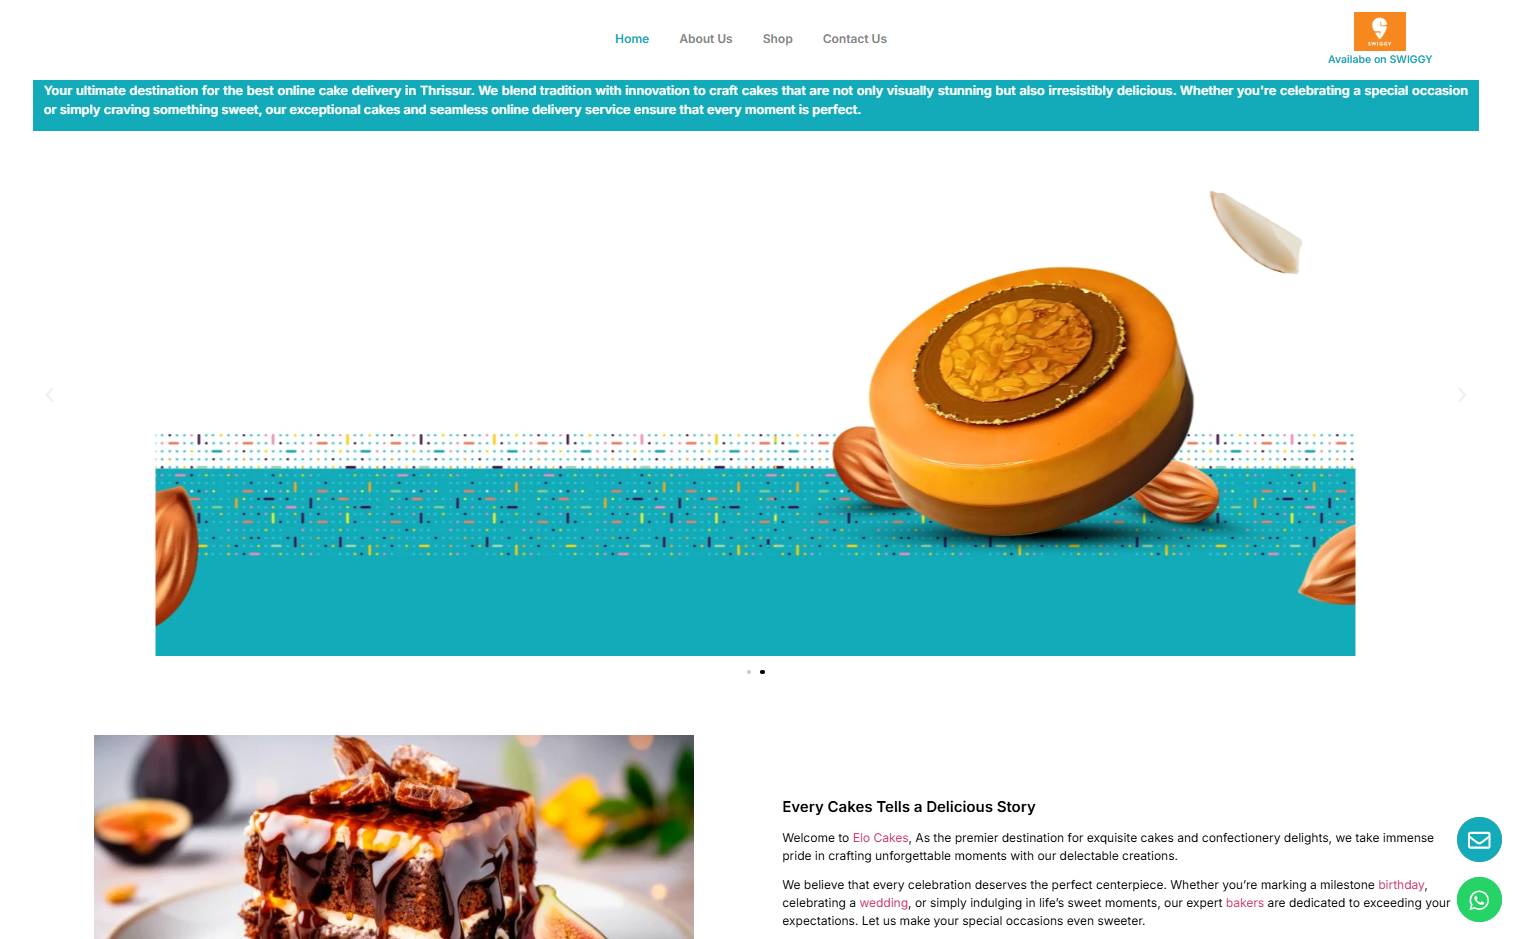 Home About Us Shop Contact Us
SWIGGY
Availabe on SWIGGY
Your ultimate destination for the best online cake delivery in Thrissur. We blend tradition with innovation to craft cakes that are not only visually stunning but also irresistibly delicious. Whether you're celebrating a special occasion
or simply craving something sweet, our exceptional cakes and seamless online delivery service ensure that every moment is perfect.
Every Cakes Tells a Delicious Story
Welcome to Elo Cakes, As the premier destination for exquisite cakes and confectionery delights, we take immense
pride in crafting unforgettable moments with our delectable creations.
We believe that every celebration deserves the perfect centerpiece. Whether you’re marking a milestone birthday,
celebrating a wedding, or simply indulging in life’s sweet moments, our expert bakers are dedicated to exceeding your
expectations. Let us make your special occasions even sweeter.